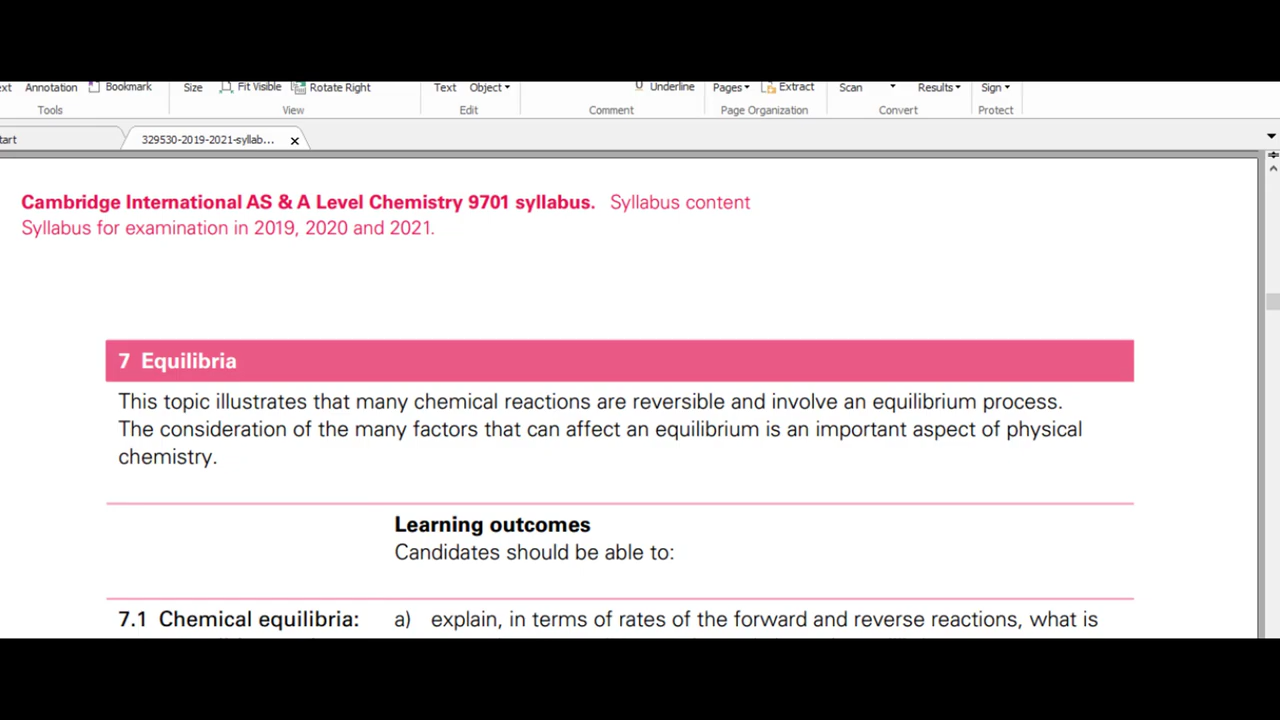 Annotation Bookmark Size Fit Visible Rotate Right Text Object Underline Pages Extract Scan Results Sign
Tools View Edit Comment Page Organization Convert Protect
329530-2019-2021-syllab...
Cambridge International AS & A Level Chemistry 9701 syllabus. Syllabus content
Syllabus for examination in 2019, 2020 and 2021.
7 Equilibria
This topic illustrates that many chemical reactions are reversible and involve an equilibrium process.
The consideration of the many factors that can affect an equilibrium is an important aspect of physical
chemistry.
Learning outcomes
Candidates should be able to:
7.1 Chemical equilibria: a) explain, in terms of rates of the forward and reverse reactions, what is